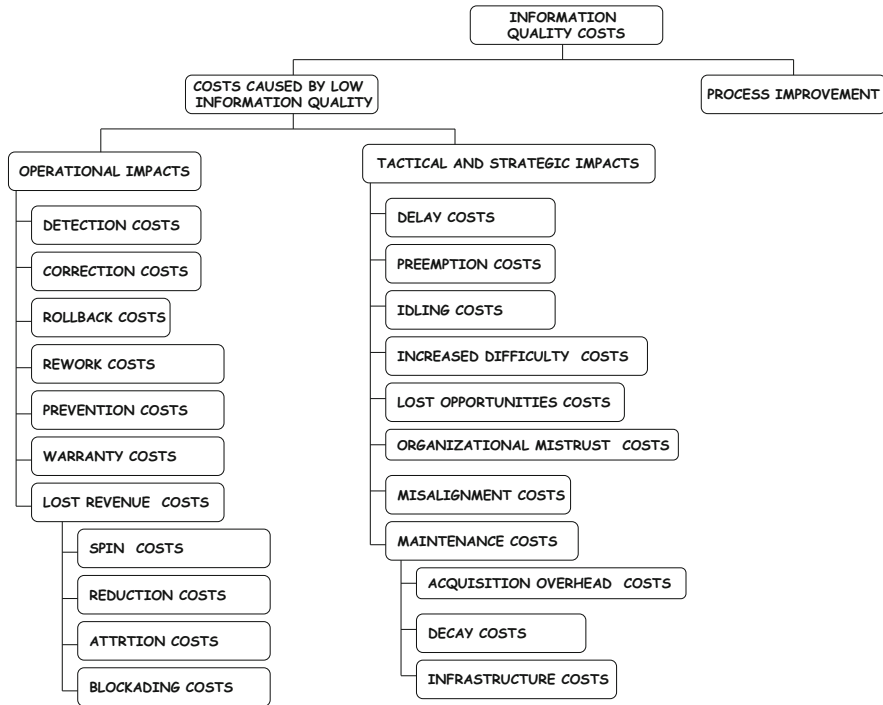 INFORMATION
QUALITY COSTS
COSTS CAUSED BY LOW
INFORMATION QUALITY
PROCESS IMPROVEMENT
OPERATIONAL IMPACTS
DETECTION COSTS
CORRECTION COSTS
ROLLBACK COSTS
REWORK COSTS
PREVENTION COSTS
WARRANTY COSTS
LOST REVENUE COSTS
SPIN COSTS
REDUCTION COSTS
ATTRTION COSTS
BLOCKADING COSTS
TACTICAL AND STRATEGIC IMPACTS
DELAY COSTS
PREEMPTION COSTS
IDLING COSTS
INCREASED DIFFICULTY COSTS
LOST OPPORTUNITIES COSTS
ORGANIZATIONAL MISTRUST COSTS
MISALIGNMENT COSTS
MAINTENANCE COSTS
ACQUISITION OVERHEAD COSTS
DECAY COSTS
INFRASTRUCTURE COSTS